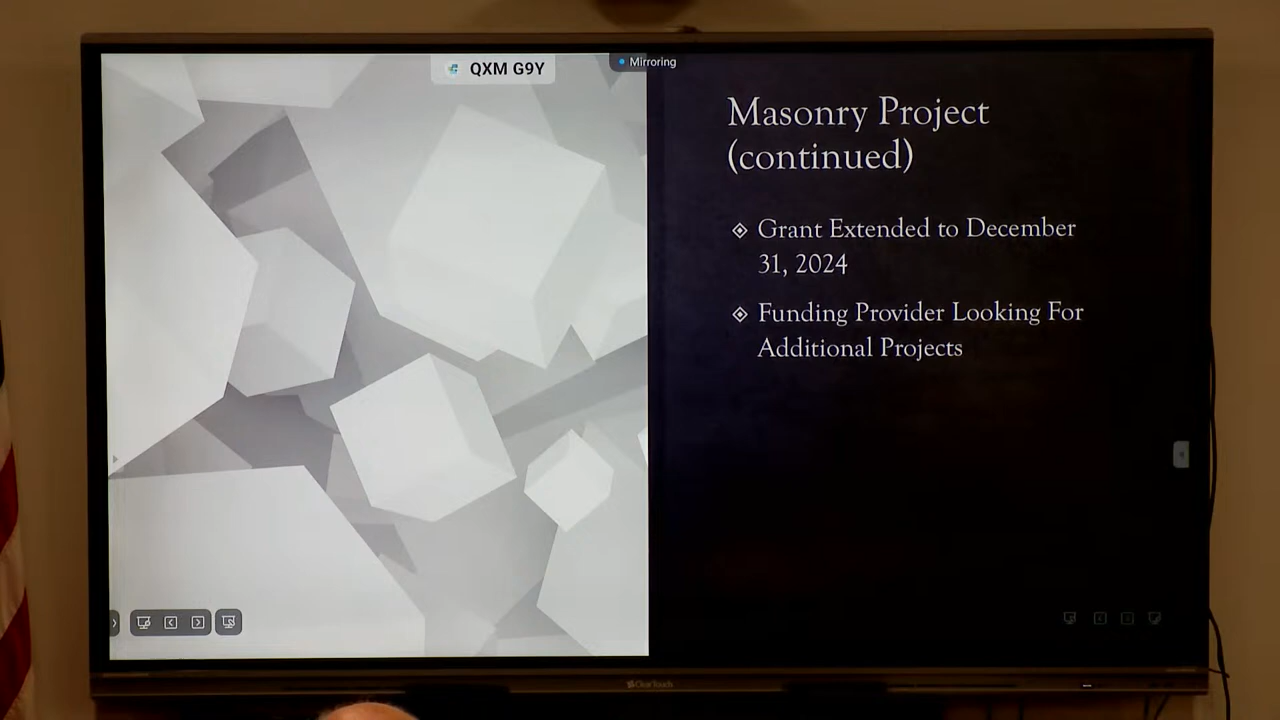 QXM G9Y
Mirroring
Masonry Project
(continued)
Grant Extended to December
31, 2024
Funding Provider Looking For
Additional Projects